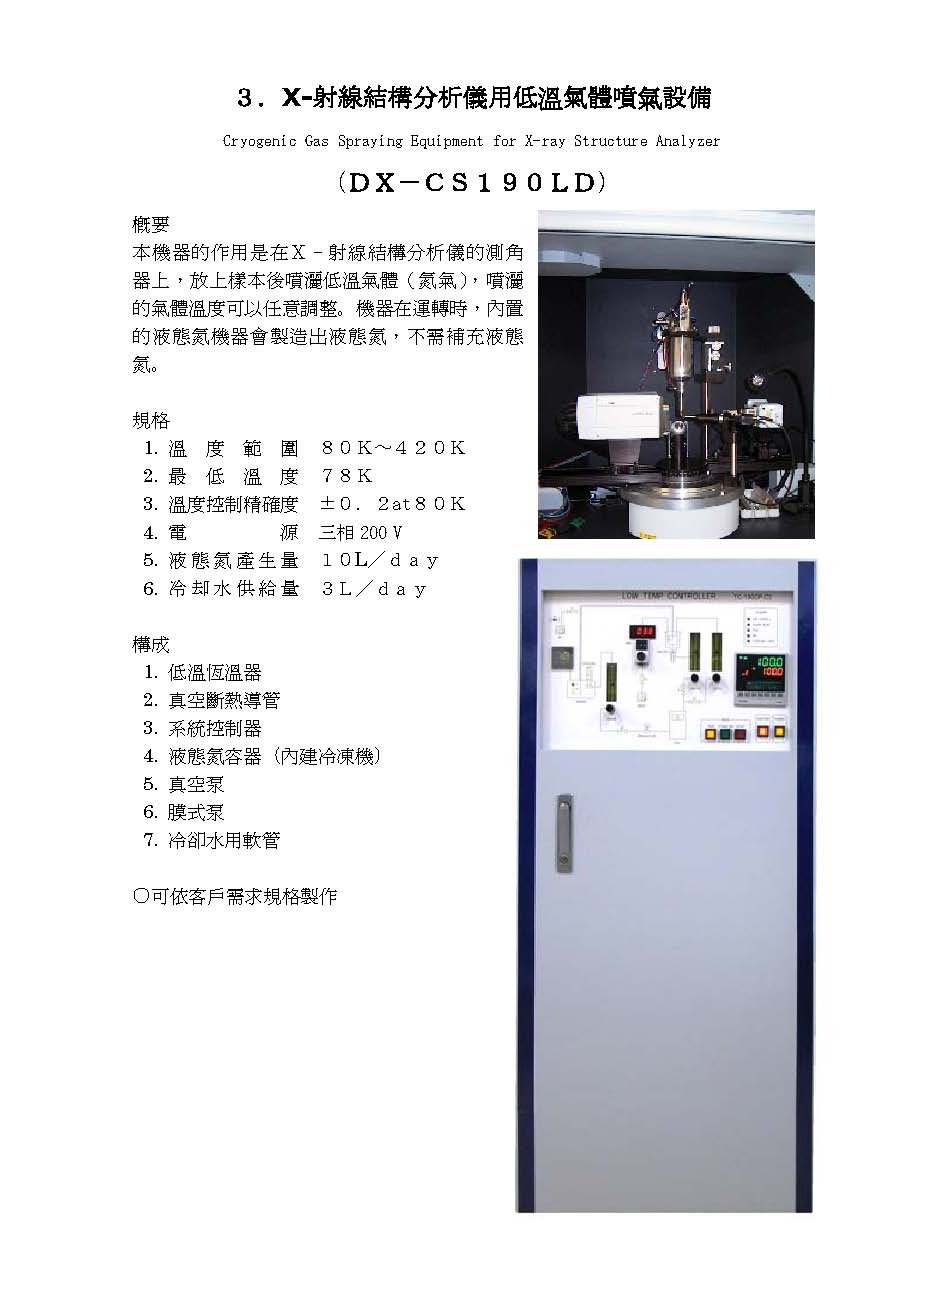 ３．X-射線結構分析儀用低溫氣體噴氣設備
Cryogenic Gas Spraying Equipment for X-ray Structure Analyzer
（ＤＸ－ＣＳ１９０ＬＤ）
概要
本機器的作用是在Ｘ–射線結構分析儀的測角
器上，放上樣本後噴灑低溫氣體（氮氣），噴灑
的氣體溫度可以任意調整。機器在運轉時，內置
的液態氮機器會製造出液態氮，不需補充液態
氮。
規格
1. 溫度範圍 ８０Ｋ～４２０Ｋ
2. 最低溫度 ７８Ｋ
3. 溫度控制精確度 ±０．２at８０Ｋ
4. 電源 三相 200 V
5. 液態氮產生量 １０L／ｄａｙ
6. 冷却水供給量 ３Ｌ／ｄａｙ
構成
1. 低溫恆溫器
2. 真空斷熱導管
3. 系統控制器
4. 液態氮容器（內建冷凍機）
5. 真空泵
6. 膜式泵
7. 冷卻水用軟管
○可依客戶需求規格製作
LOW TEMP CONTROLLER
100.0
100.0